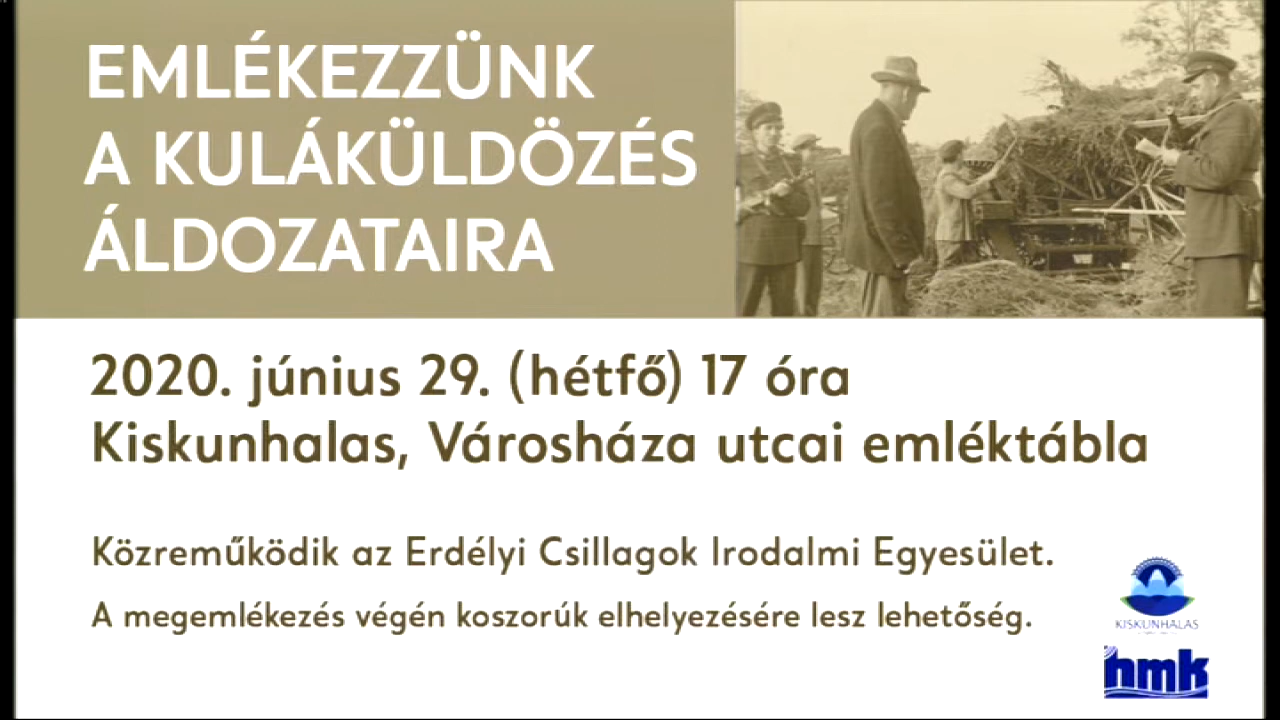 EMLÉKEZZÜNK
A KULÁKÜLDÖZÉS
ÁLDOZATAIRA
2020. június 29. (hétfő) 17 óra
Kiskunhalas, Városháza utcai emléktábla
Közreműködik az Erdélyi Csillagok Irodalmi Egyesület.
A megemlékezés végén koszorúk elhelyezésére lesz lehetőség.
KISKUNHALAS
hmk